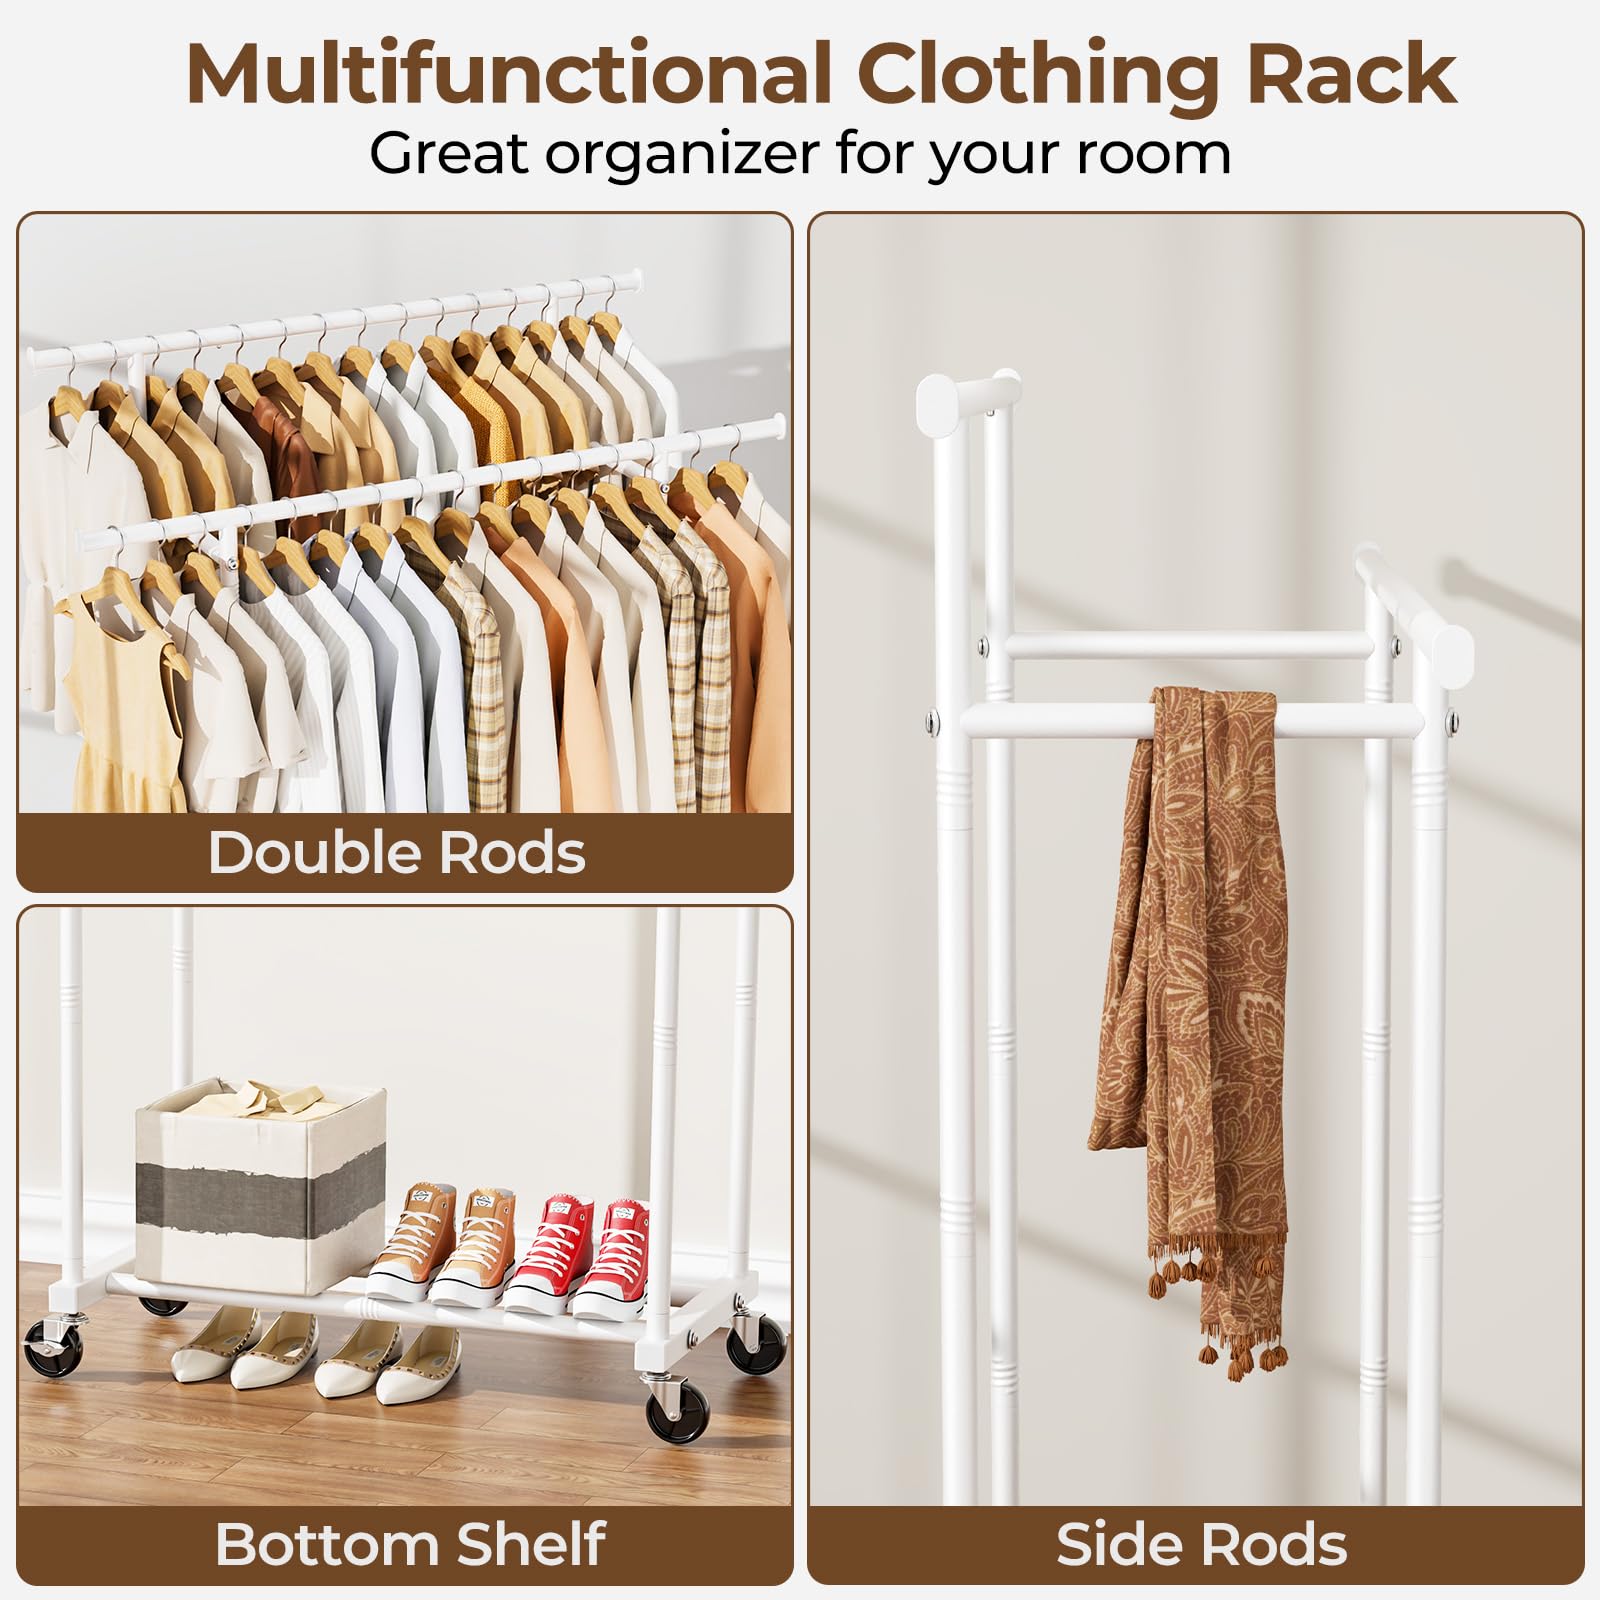 Multifunctional Clothing Rack
Great organizer for your room
Double Rods
Bottom Shelf
Side Rods